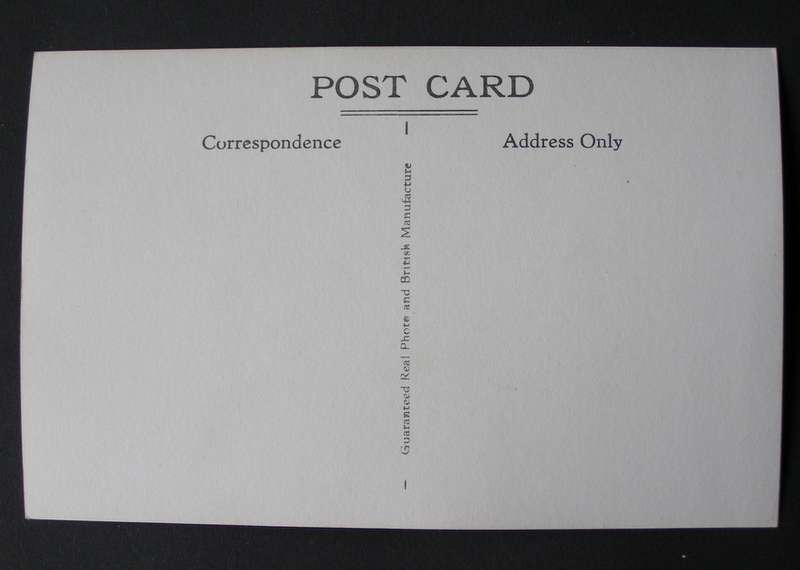 POST CARD
Correspondence
Address Only
Guaranteed Real Photo and British Manufacture